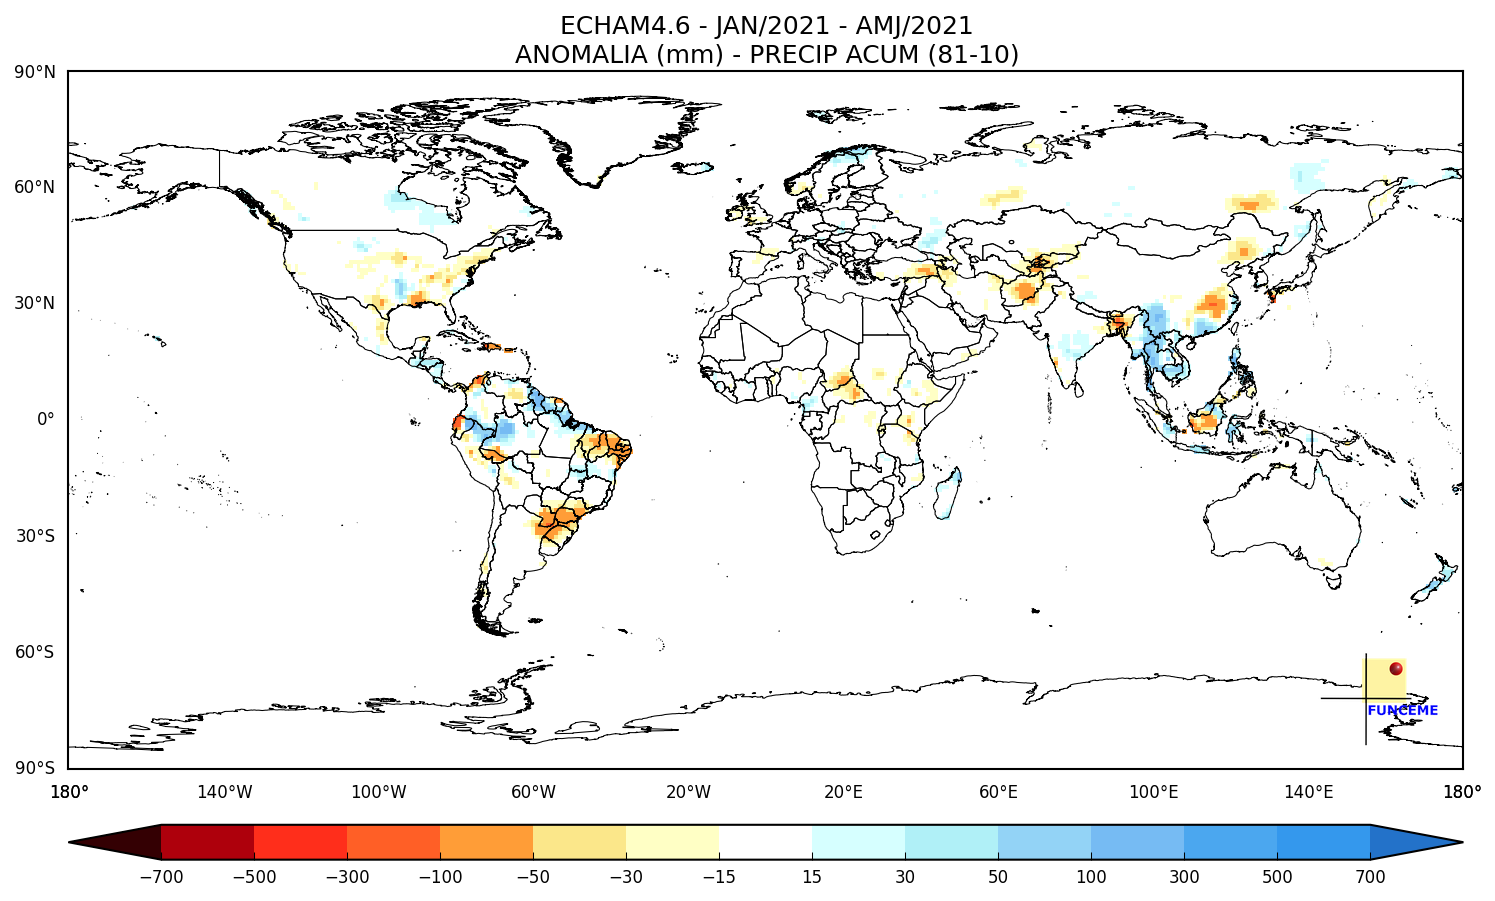 ECHAM4.6 - JAN/2021 - AMJ/2021
ANOMALIA (mm) - PRECIP ACUM (81-10)
90°N
60°N
30°N
0°
30°S
60°S
90°S
FUNCEME
180° 140°W 100°W 60°W 20°W 20°E 60°E 100°E 140°E 180°
−700 −500 −300 −100 −50 −30 −15 15 30 50 100 300 500 700